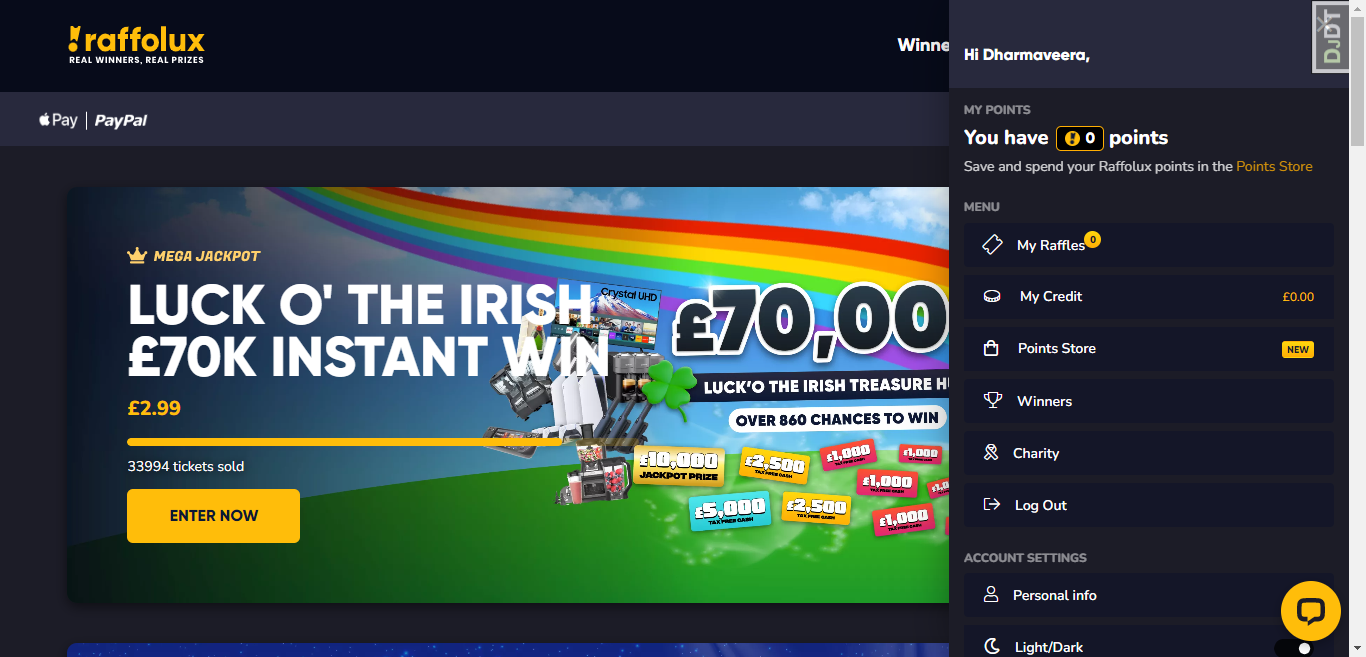 raffolux
REAL WINNERS, REAL PRIZES
Winne
Pay | PayPal
MEGA JACKPOT
LUCK O' THE IRISH
£70K INSTANT WIN
£2.99
33994 tickets sold
ENTER NOW
Crystal UHD
£70,00
LUCK'O THE IRISH TREASURE H
OVER 860 CHANCES TO WIN
£10,000
JACKPOT PRIZE
£2,500
TAX FREE CASH
£1,000
TAX FREE CASH
£1,000
TAX FREE CASH
£1,000
TAX FREE CASH
£5,000
TAX FREE CASH
£2,500
TAX FREE CASH
£1,000
TAX FREE CASH
DjDT
Hi Dharmaveera,
MY POINTS
You have 0 points
Save and spend your Raffolux points in the Points Store
MENU
My Raffles 0
My Credit £0.00
Points Store NEW
Winners
Charity
Log Out
ACCOUNT SETTINGS
Personal info
Light/Dark